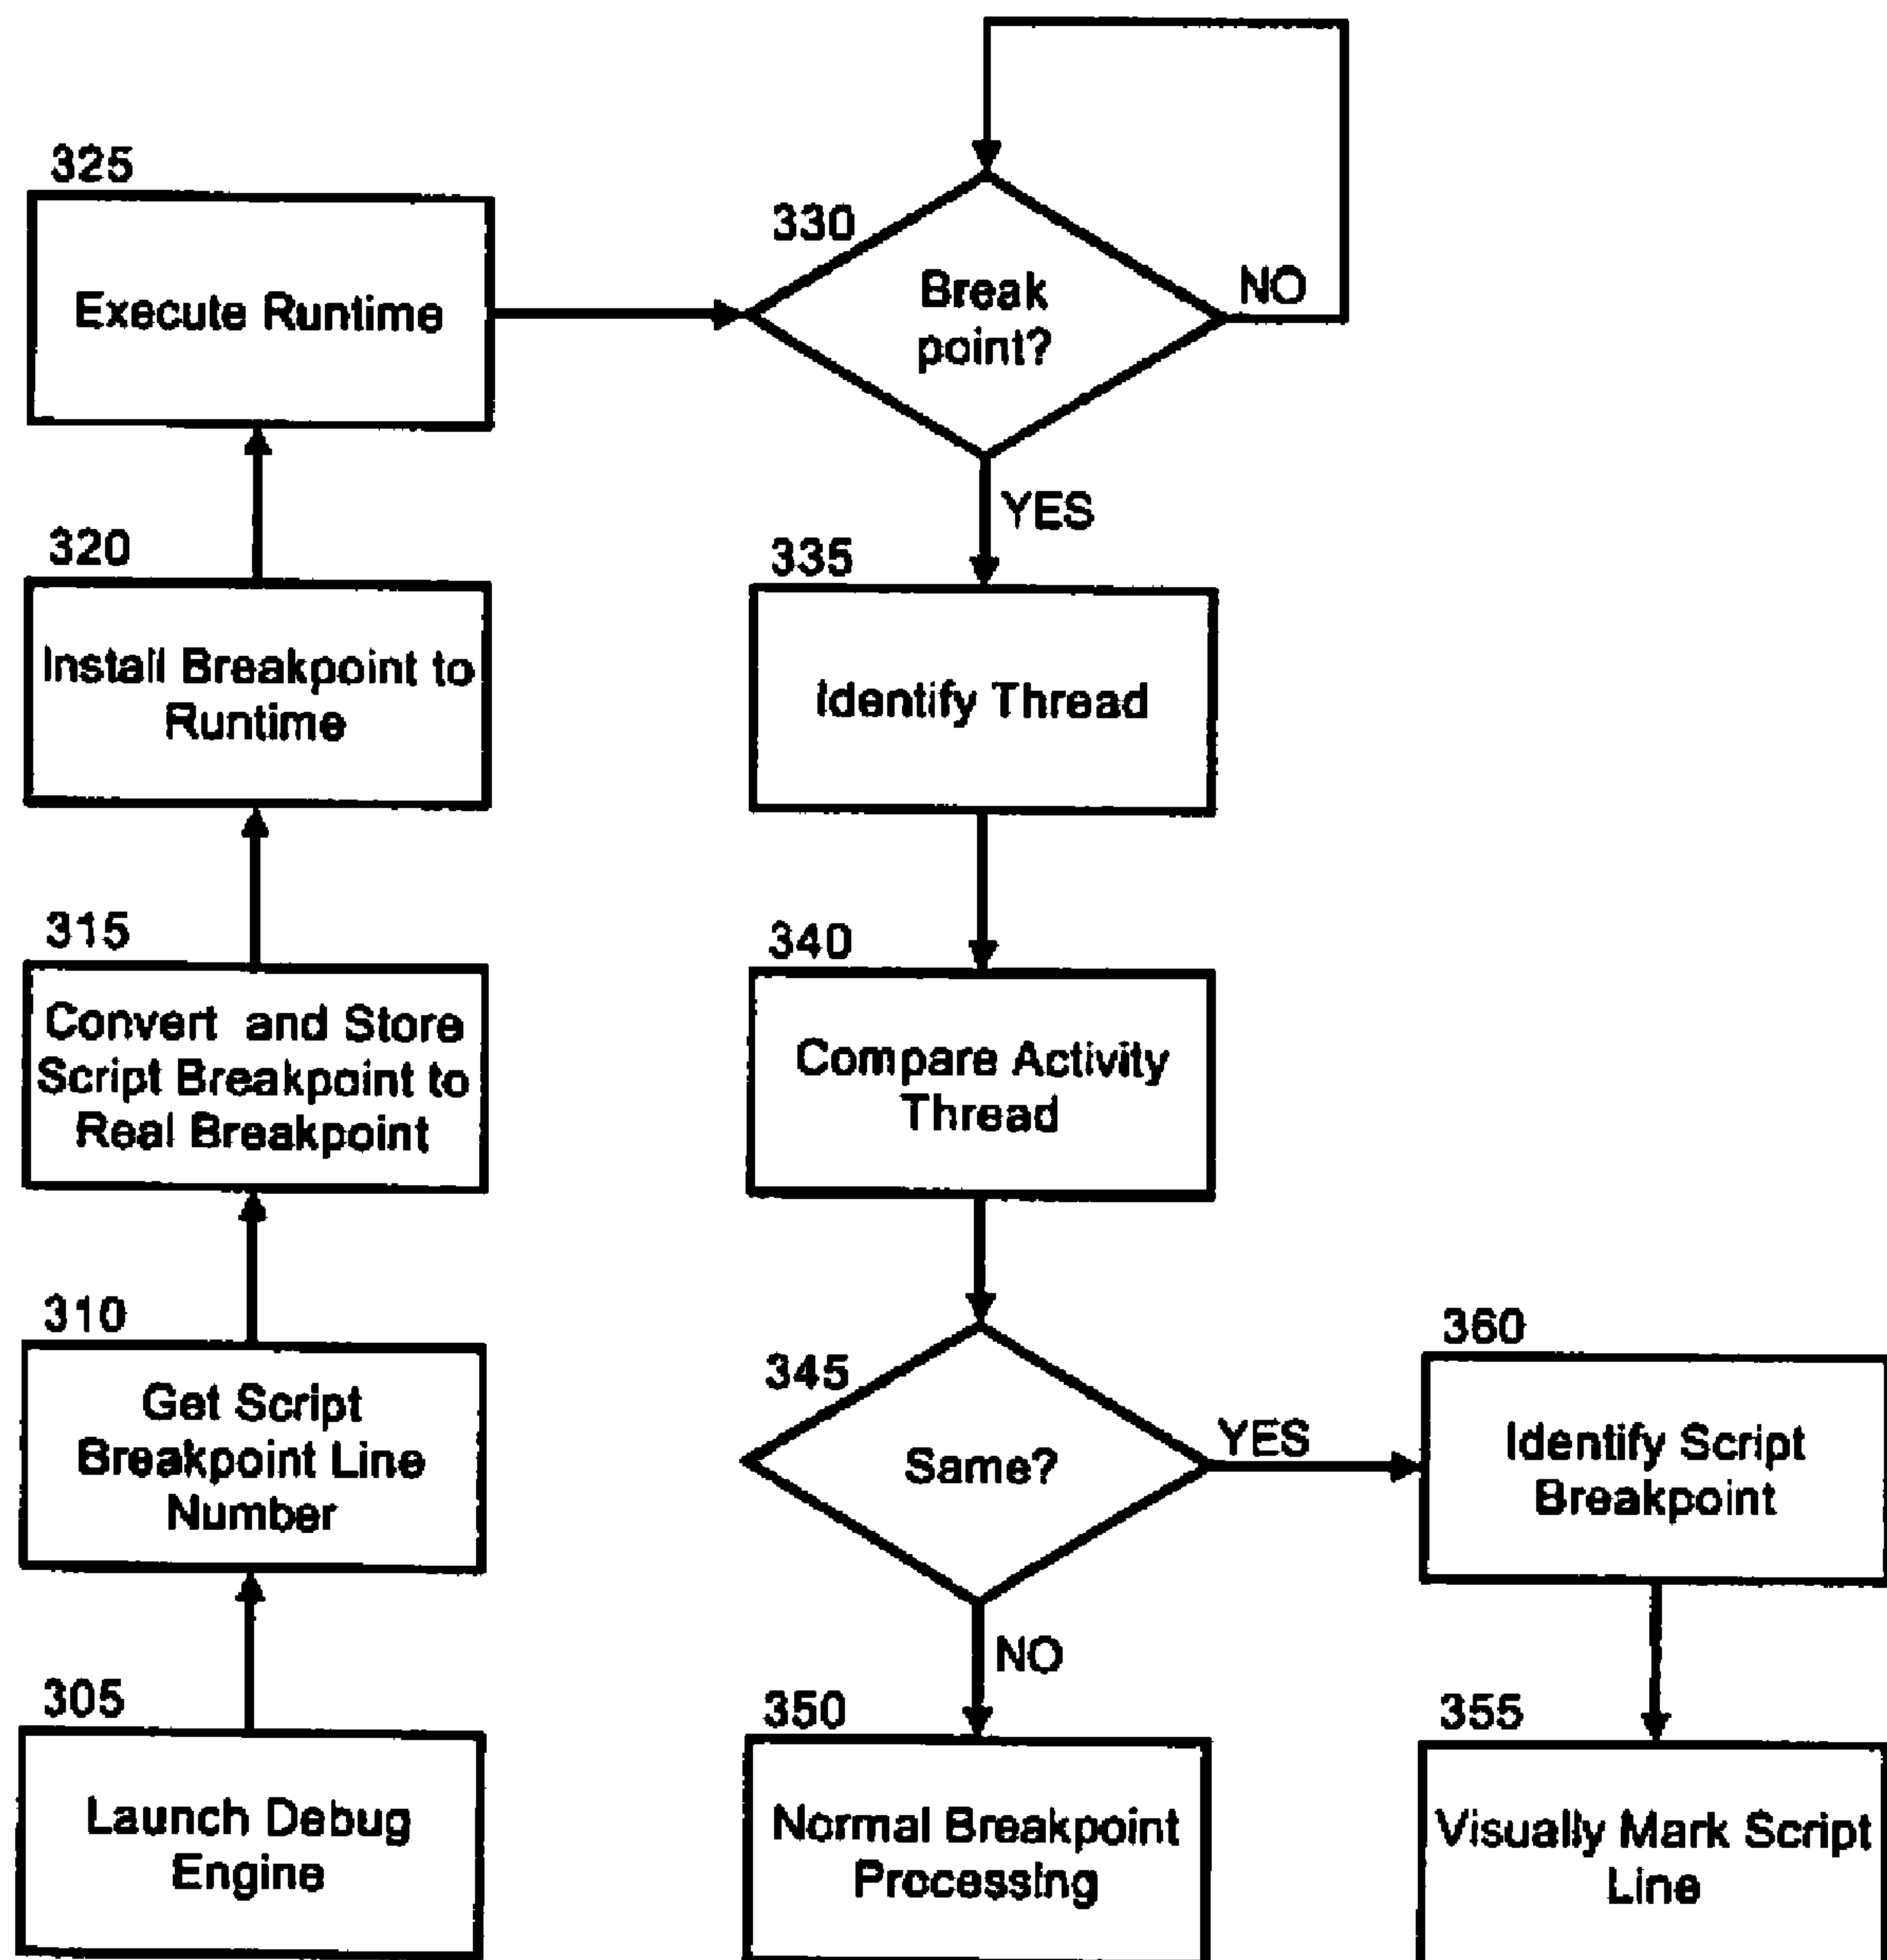 325
Execute Runtime
330
Break
point?
NO
YES
320
Install Breakpoint to
Runtime
335
Identify Thread
315
Convert and Store
Script Breakpoint to
Real Breakpoint
340
Compare Activity
Thread
310
Get Script
Breakpoint Line
Number
345
Same?
YES
NO
360
Identify Script
Breakpoint
305
Launch Debug
Engine
350
Normal Breakpoint
Processing
355
Visually Mark Script
Line